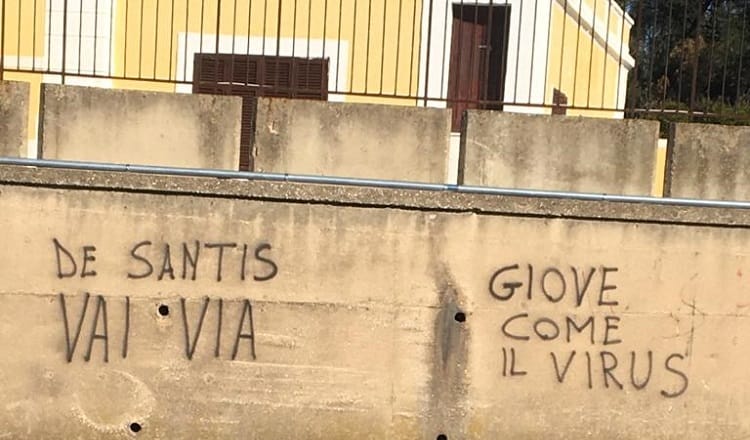 DE SANTIS
VAI VIA
GIOVE
COME
IL VIRUS